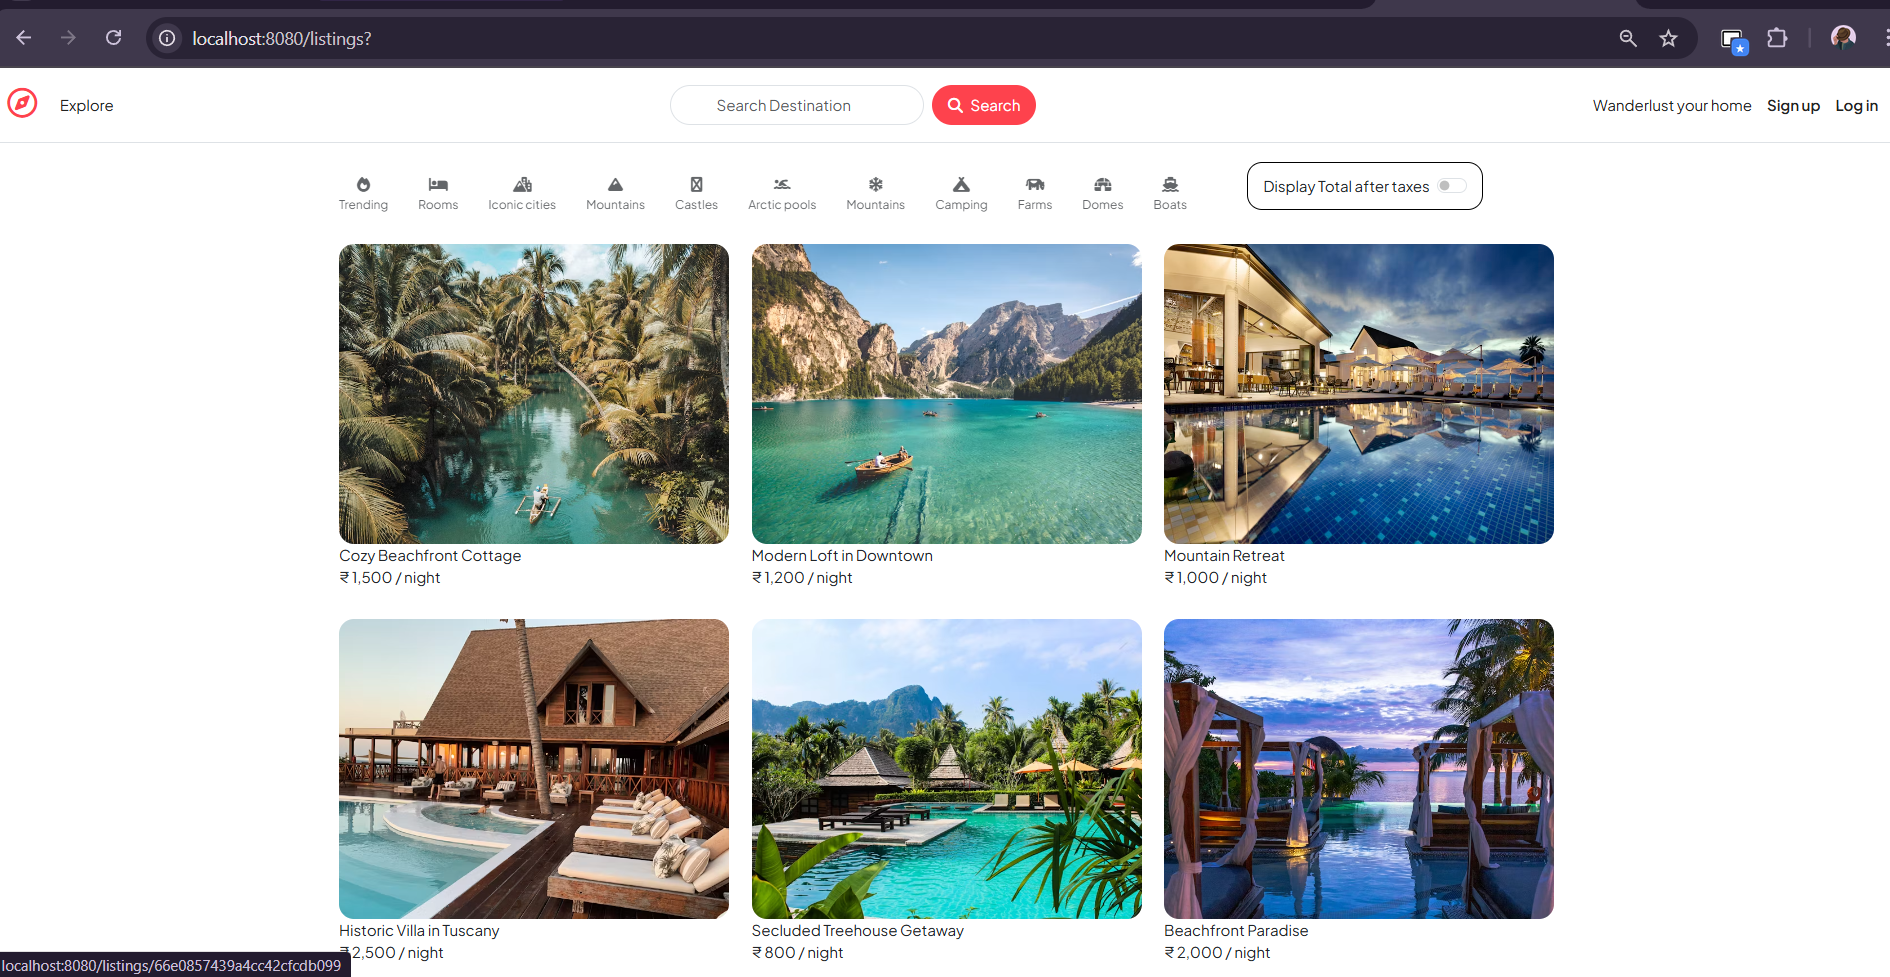 localhost:8080/listings?
Explore
Search Destination
Search
Wanderlust your home Sign up Log in
Trending Rooms Iconic cities Mountains Castles Arctic pools Mountains Camping Farms Domes Boats
Display Total after taxes
Cozy Beachfront Cottage
₹ 1,500 / night
Modern Loft in Downtown
₹ 1,200 / night
Mountain Retreat
₹ 1,000 / night
Historic Villa in Tuscany
₹ 2,500 / night
Secluded Treehouse Getaway
₹ 800 / night
Beachfront Paradise
₹ 2,000 / night
localhost:8080/listings/66e0857439a4cc42cfcdb099